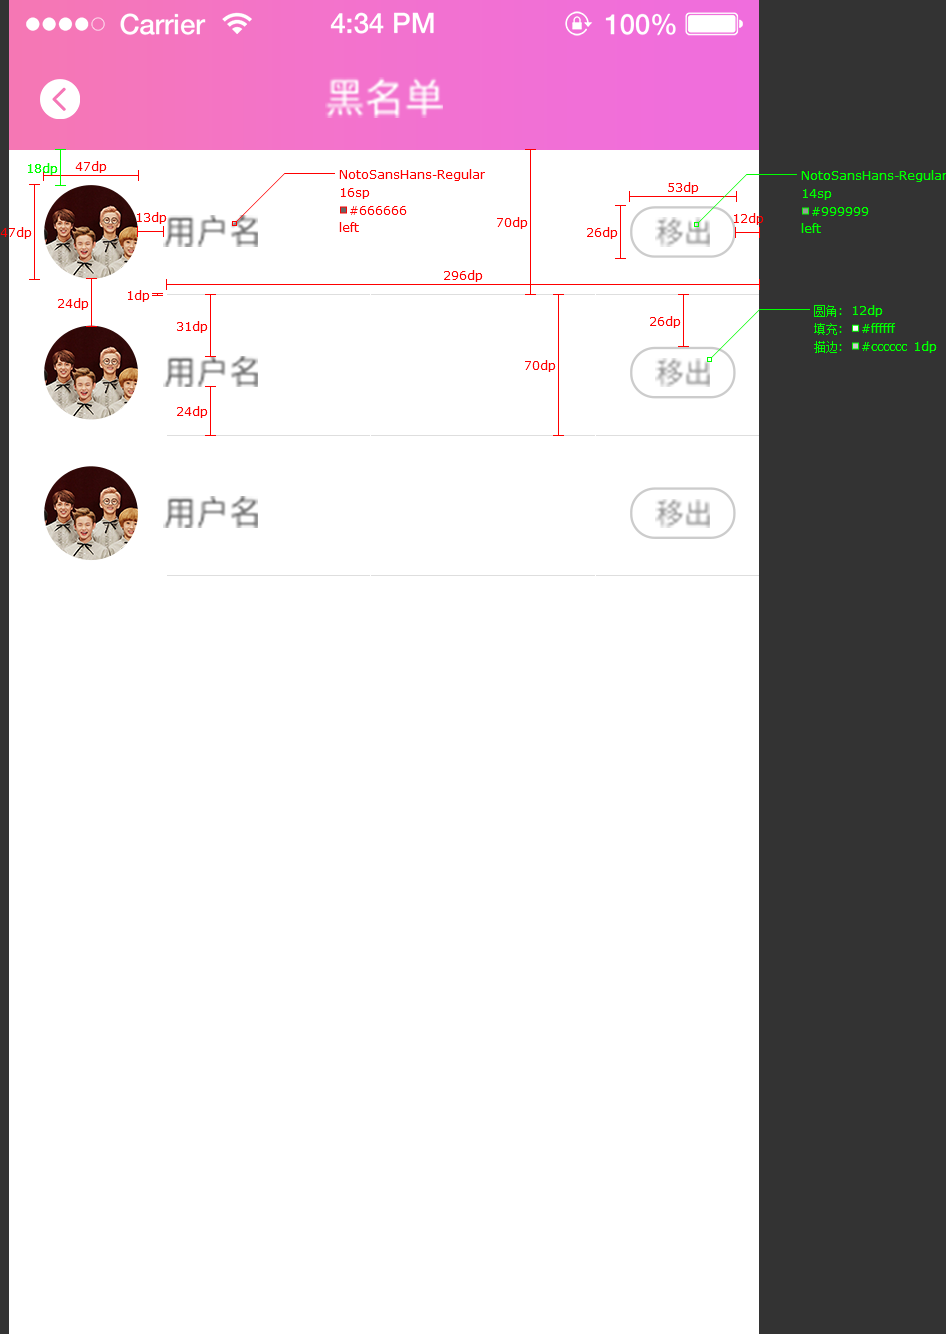 Carrier 4:34 PM 100%
黑名单
18dp
47dp
47dp
13dp
用户名
NotoSansHans-Regular
16sp
#666666
left
70dp
53dp
26dp
移出
12dp
NotoSansHans-Regular
14sp
#999999
left
296dp
1dp
24dp
31dp
用户名
24dp
70dp
26dp
移出
圆角: 12dp
填充: #ffffff
描边: #cccccc 1dp
用户名
移出